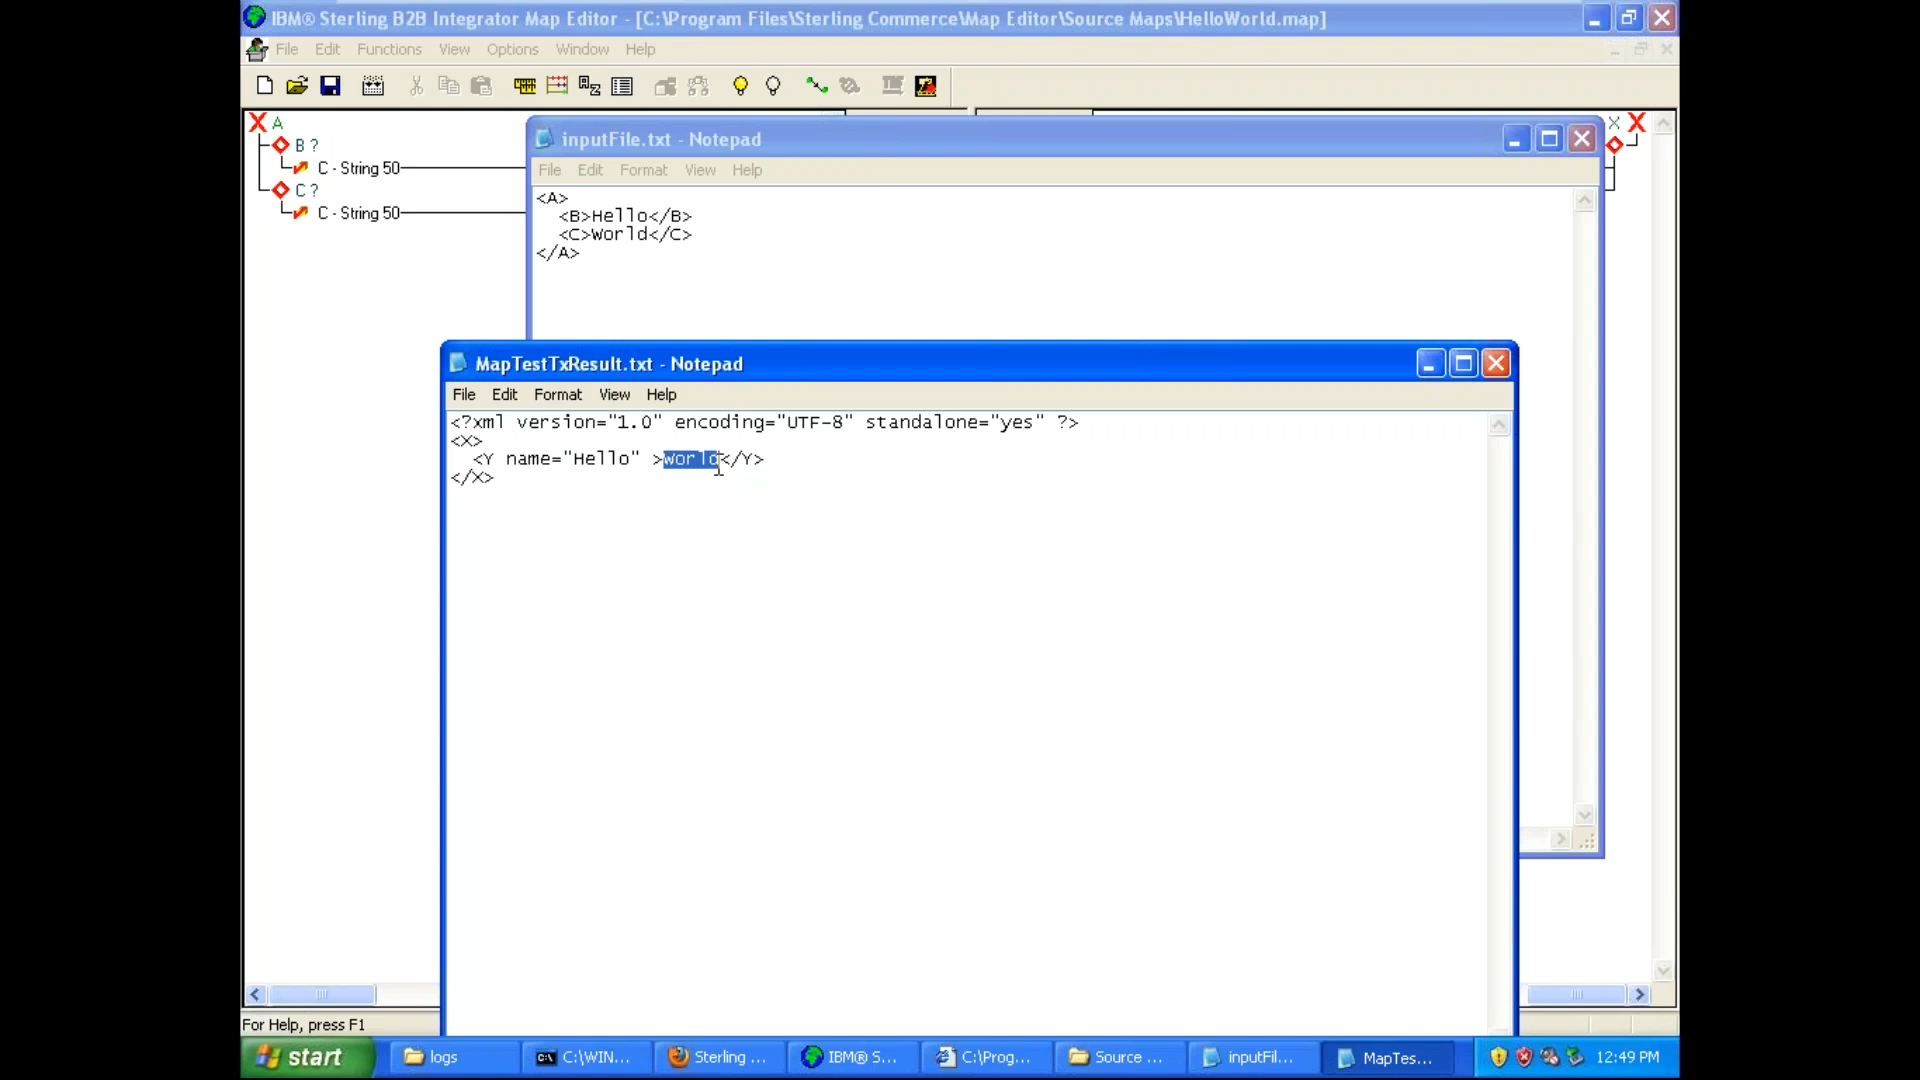 IBM® Sterling B2B Integrator Map Editor - [C:\Program Files\Sterling Commerce\Map Editor\Source Maps\HelloWorld.map]
File Edit Functions View Options Window Help
A
B ?
C - String 50
C ?
C - String 50
X
inputFile.txt - Notepad
File Edit Format View Help
<A>
<B>Hello</B>
<C>World</C>
</A>
MapTestTxResult.txt - Notepad
File Edit Format View Help
<?xml version="1.0" encoding="UTF-8" standalone="yes" ?>
<X>
<Y name="Hello" >World</Y>
</X>
For Help, press F1
start logs C:\WIN... Sterling ... IBM® S... C:\Prog... Source ... inputFil... MapTes... 12:49 PM